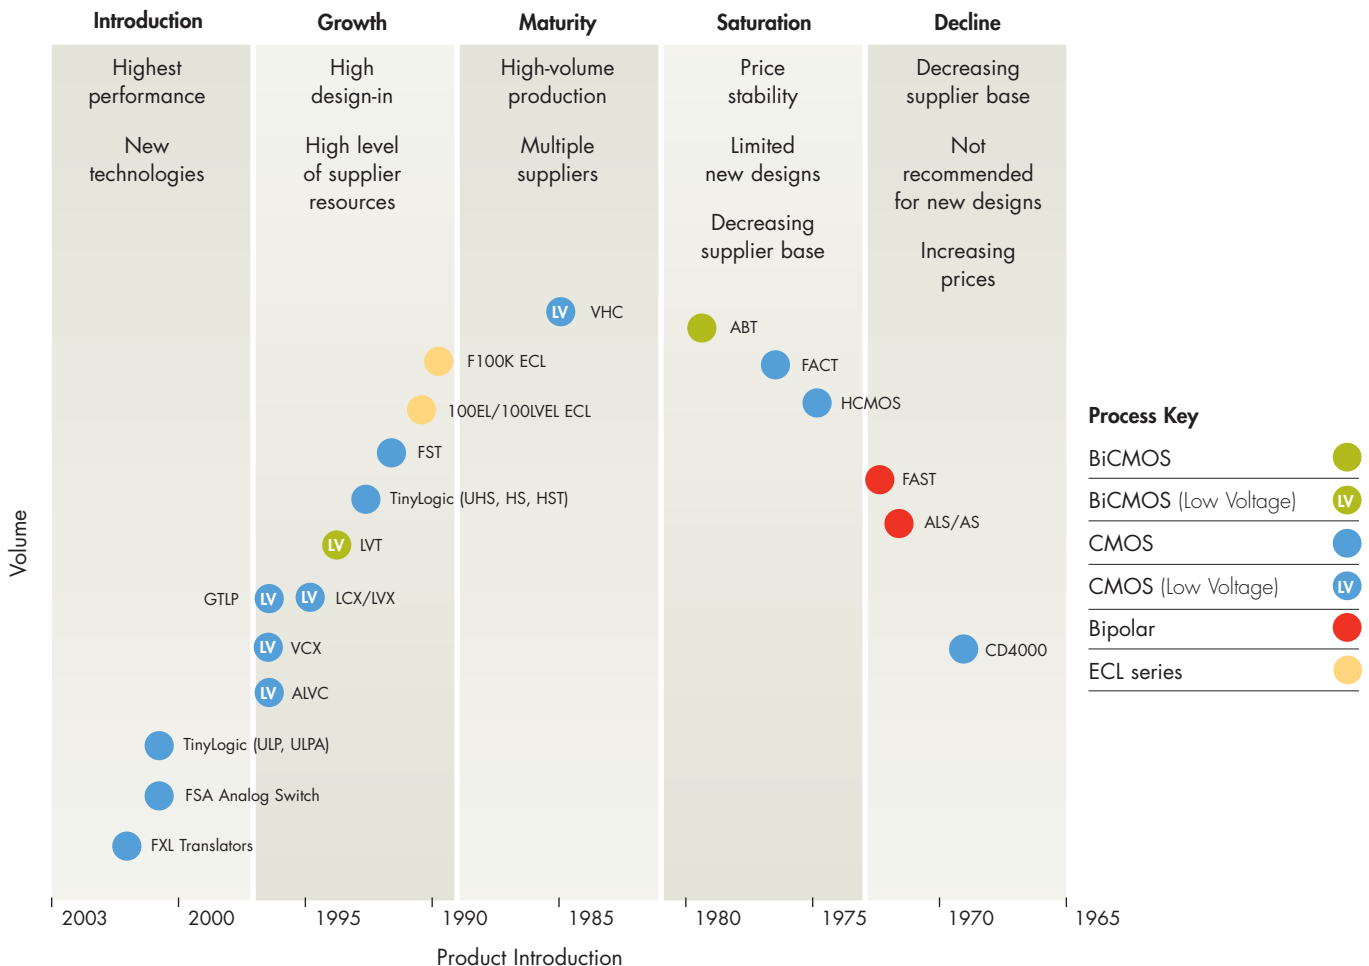 Introduction
Growth
Maturity
Saturation
Decline
Highest
performance
New
technologies
High
design-in
High level
of supplier
resources
High-volume
production
Multiple
suppliers
Price
stability
Limited
new designs
Decreasing
supplier base
Decreasing
supplier base
Not
recommended
for new designs
Increasing
prices
LV VHC
ABT
F100K ECL
FACT
100EL/100LVEL ECL
HCMOS
FST
FAST
TinyLogic (UHS, HS, HST)
ALS/AS
LV LVT
GTLP LV
LV LCX/LVX
LV VCX
CD4000
LV ALVC
TinyLogic (ULP, ULPA)
FSA Analog Switch
FXL Translators
Volume
2003 2000 1995 1990 1985 1980 1975 1970 1965
Product Introduction
Process Key
BiCMOS
BiCMOS (Low Voltage) LV
CMOS
CMOS (Low Voltage) LV
Bipolar
ECL series